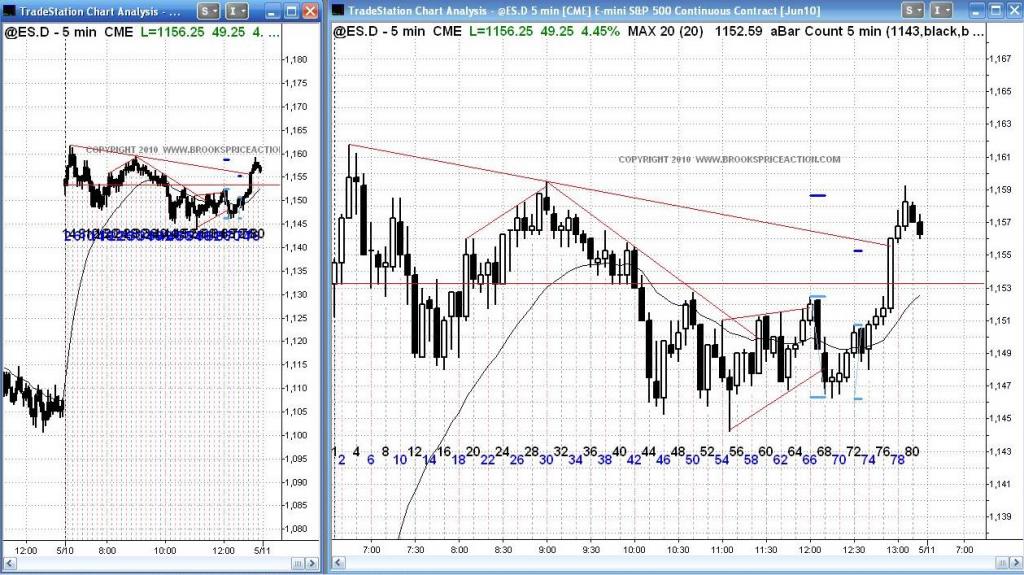 TradeStation Chart Analysis - ...
S
I
@ES.D - 5 min CME L=1156.25 49.25 4. ...
1,180
1,175
1,170
1,165
COPYRIGHT 2010 WWW.BROOKSPRICEACTION
1,160
1,155
1,150
1,145
1,135
1,130
1,125
1,120
1,115
1,110
1,105
1,100
1,095
1,090
1,085
1,080
12:00 5/10 8:00 10:00 12:00 5/11
TradeStation Chart Analysis - @ES.D 5 min [CME] E-mini S&P 500 Continuous Contract [Jun10]
S
I
@ES.D - 5 min CME L=1156.25 49.25 4.45% MAX 20 (20) 1152.59 aBar Count 5 min (1143,black,b ...
1,167
1,165
1,163
COPYRIGHT 2010 WWW.BROOKSPRICEACTION.COM
1,161
1,159
1,157
1,155
1,153
1,151
1,149
1,147
1,145
1,143
1 4 8 10 12 16 20 24 28 32 36 40 44 48 52 56 60 64 68 72 76 80
2 6 10 14 18 22 26 30 34 38 42 46 50 54 58 62 66 70 74 78
1,141
1,139
7:00 7:30 8:00 8:30 9:00 9:30 10:00 10:30 11:00 11:30 12:00 12:30 13:00 5/11 7:00